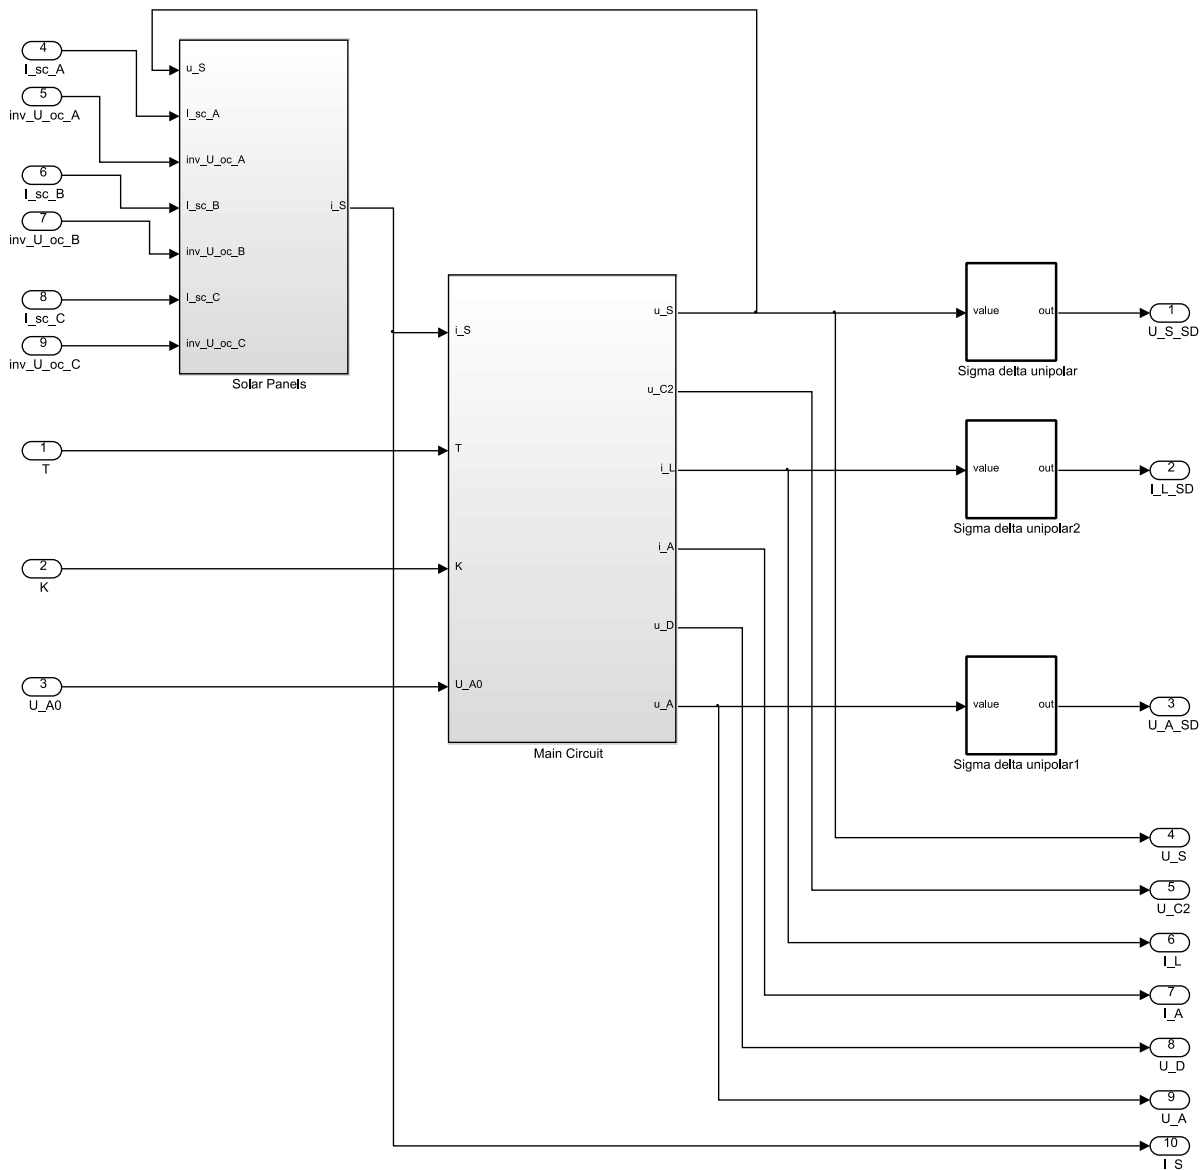 4
I_sc_A
5
inv_U_oc_A
6
I_sc_B
7
inv_U_oc_B
8
I_sc_C
9
inv_U_oc_C
u_S
I_sc_A
inv_U_oc_A
I_sc_B
i_S
inv_U_oc_B
I_sc_C
inv_U_oc_C
Solar Panels
1
T
2
K
3
U_A0
i_S
T
K
U_A0
u_S
u_C2
i_L
i_A
u_D
u_A
Main Circuit
value out
Sigma delta unipolar
value out
Sigma delta unipolar2
value out
Sigma delta unipolar1
1
U_S_SD
2
I_L_SD
3
U_A_SD
4
U_S
5
U_C2
6
I_L
7
I_A
8
U_D
9
U_A
10
I_S